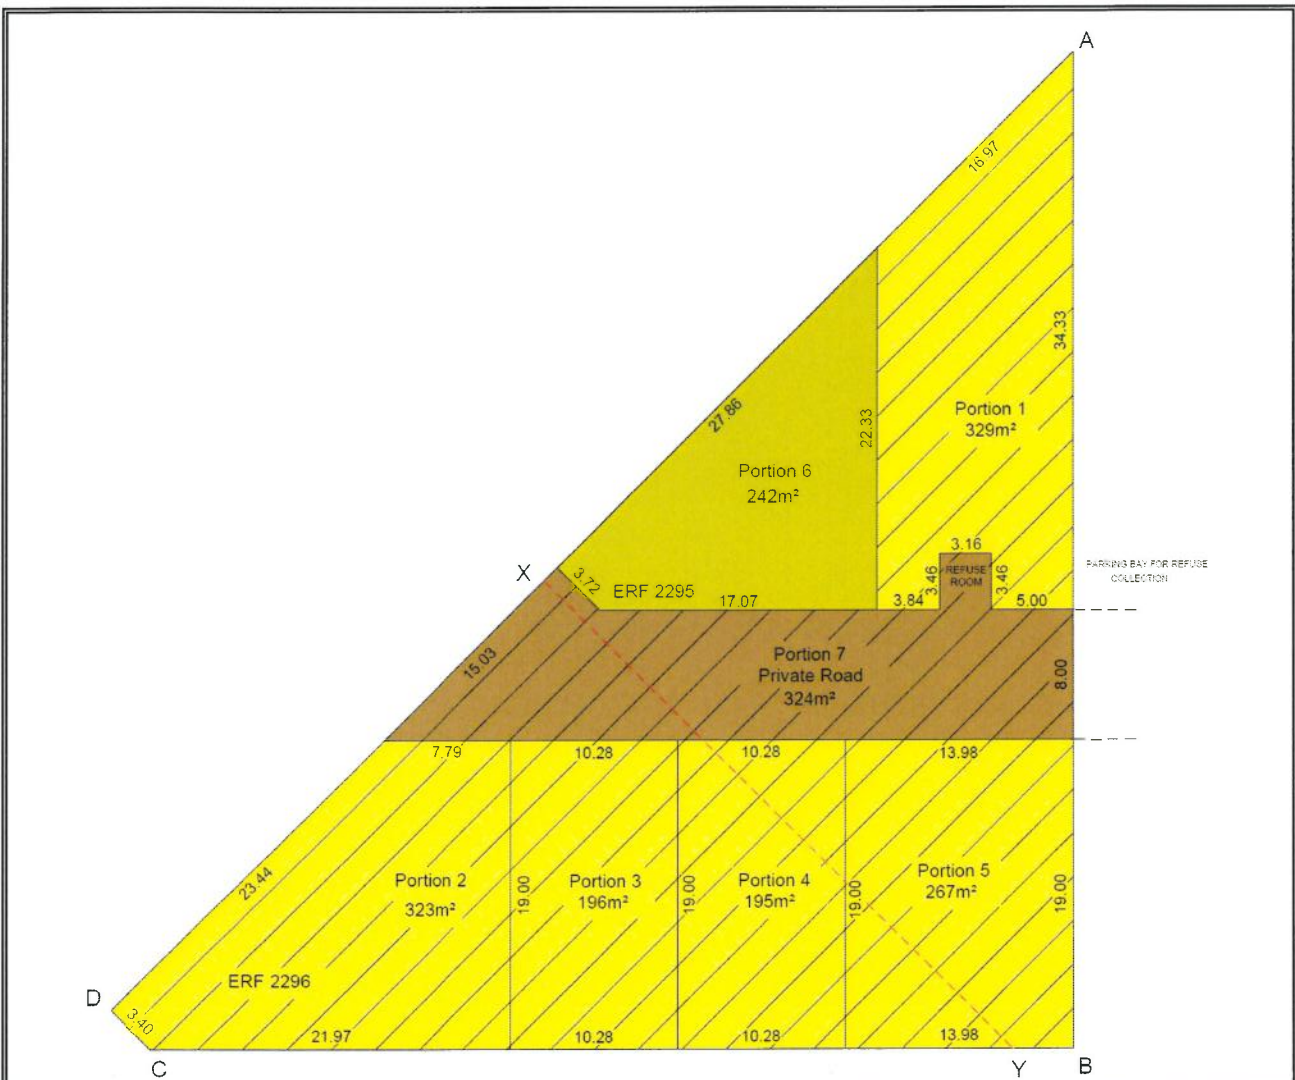 A
16.97
34.33
27.86
22.33
Portion 1
329m²
Portion 6
242m²
3.16
REFUSE
ROOM
3.46
3.46
PARKING BAY FOR REFUSE
COLLECTION
X
3.72
ERF 2295
17.07
3.84
5.00
15.03
Portion 7
Private Road
324m²
8.00
7.79
10.28
10.28
13.98
23.44
Portion 2
323m²
19.00
Portion 3
196m²
19.00
Portion 4
195m²
19.00
Portion 5
267m²
19.00
D
3.40
ERF 2296
21.97
10.28
10.28
13.98
C
Y
B